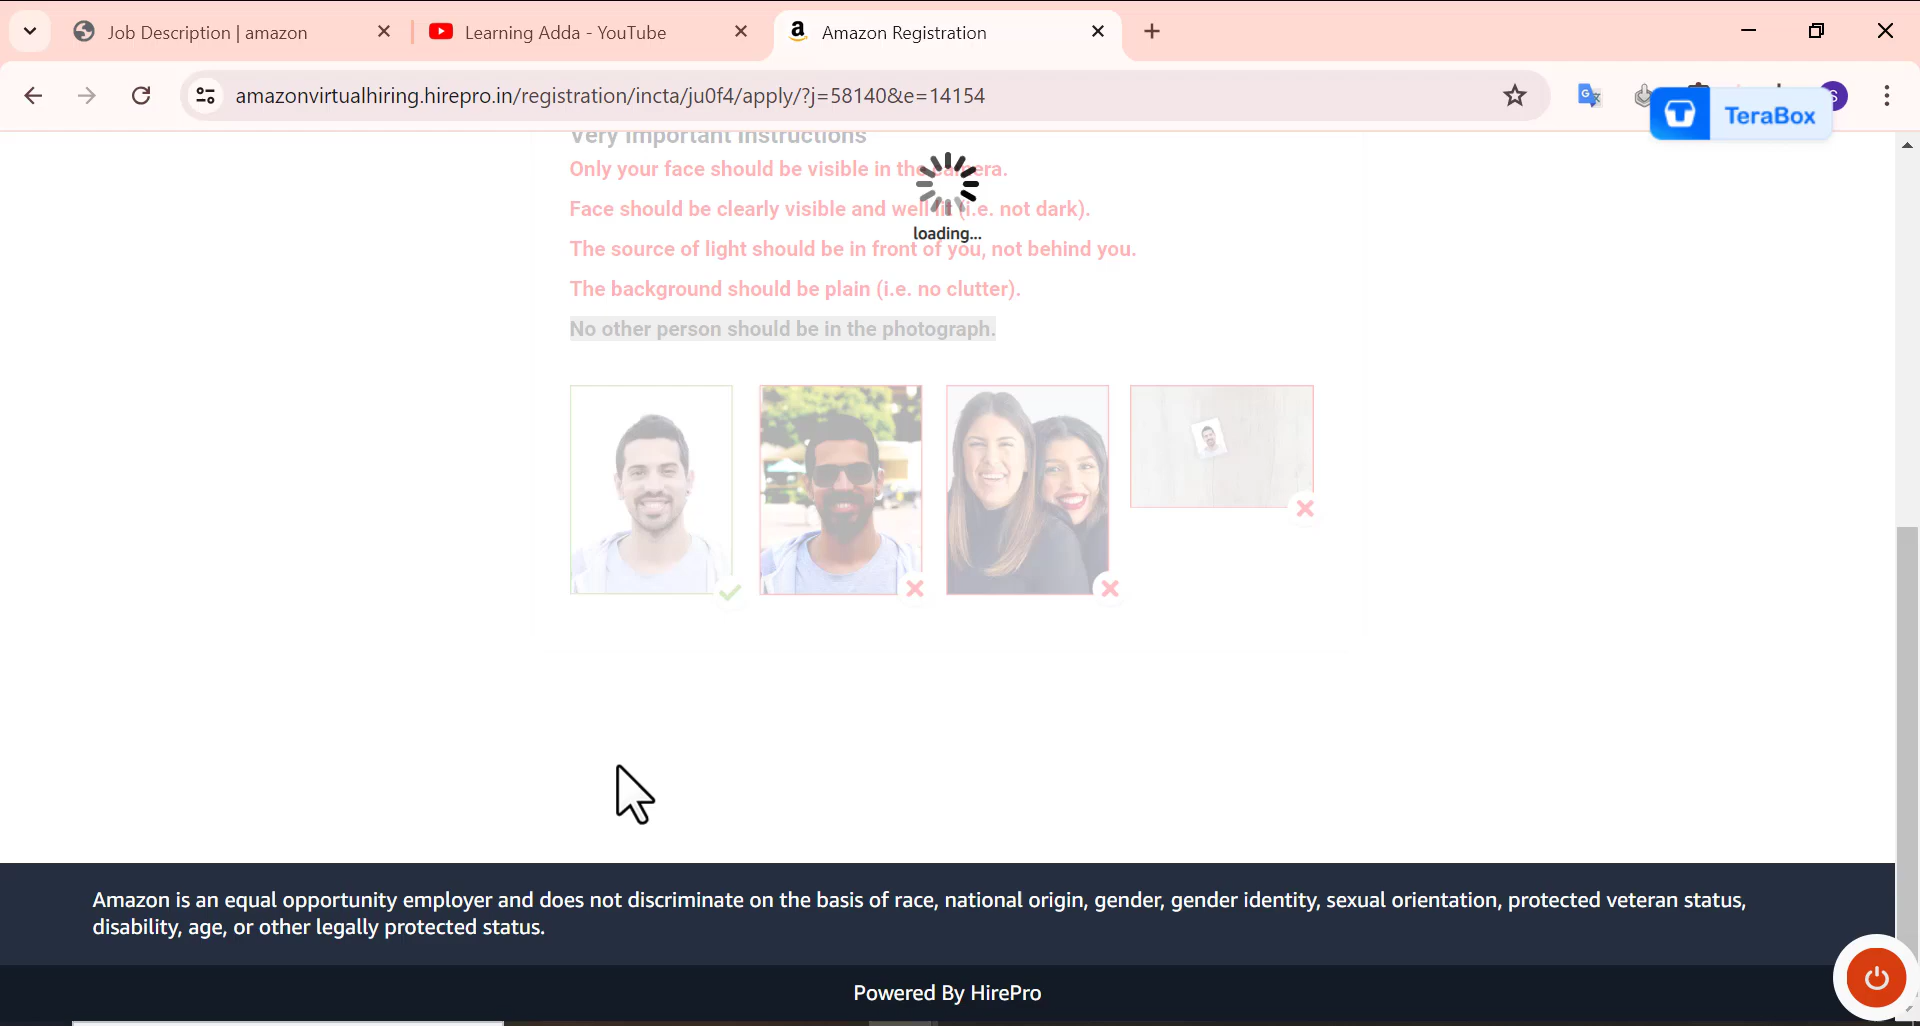 Job Description | amazon
Learning Adda - YouTube
Amazon Registration
amazonvirtualhiring.hirepro.in/registration/incta/ju0f4/apply/?j=58140&e=14154
TeraBox
Very Important Instructions
Only your face should be visible in the camera.
Face should be clearly visible and well lit (i.e. not dark).
loading...
The source of light should be in front of you, not behind you.
The background should be plain (i.e. no clutter).
No other person should be in the photograph.
Amazon is an equal opportunity employer and does not discriminate on the basis of race, national origin, gender, gender identity, sexual orientation, protected veteran status,
disability, age, or other legally protected status.
Powered By HirePro